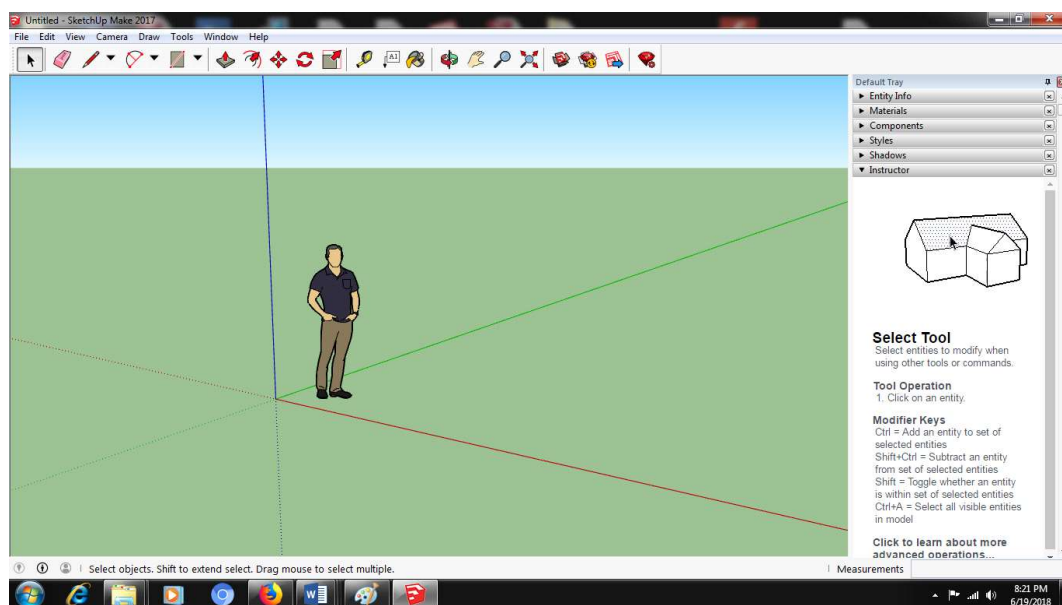 Untitled - SketchUp Make 2017
File Edit View Camera Draw Tools Window Help
A1
Default Tray
Entity Info
Materials
Components
Styles
Shadows
Instructor
Select Tool
Select entities to modify when
using other tools or commands.
Tool Operation
1. Click on an entity.
Modifier Keys
Ctrl = Add an entity to set of
selected entities
Shift+Ctrl = Subtract an entity
from set of selected entities
Shift = Toggle whether an entity
is within set of selected entities
Ctrl+A = Select all visible entities
in model
Click to learn about more
advanced operations...
Select objects. Shift to extend select. Drag mouse to select multiple.
Measurements
8:21 PM
6/19/2018